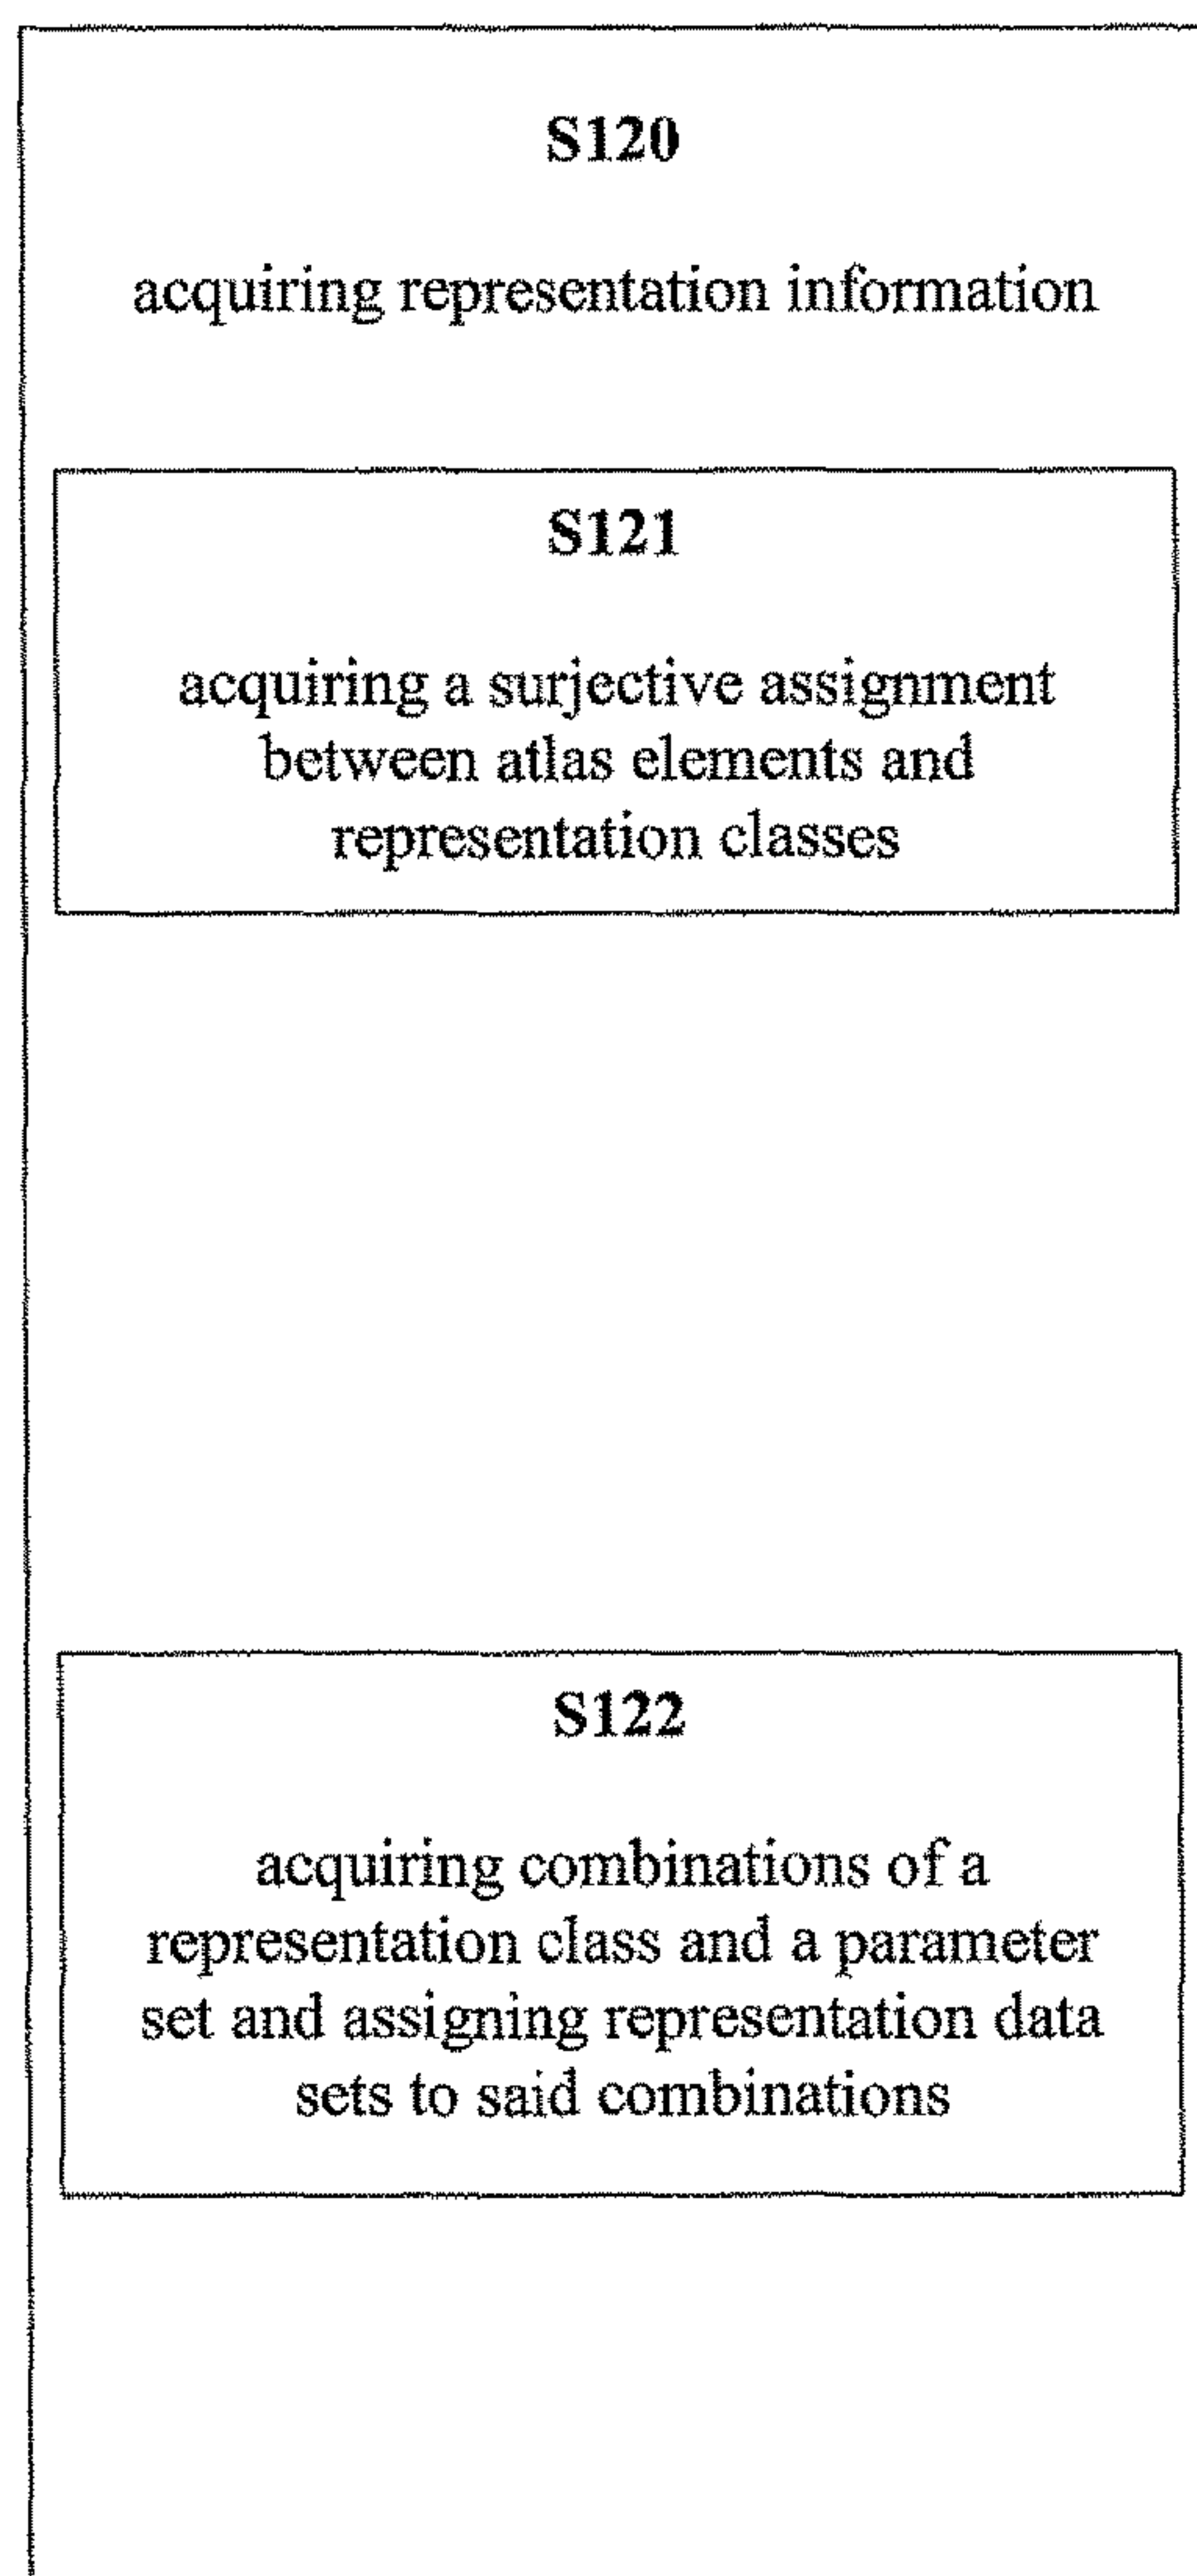 S120
acquiring representation information
S121
acquiring a surjective assignment
between atlas elements and
representation classes
S122
acquiring combinations of a
representation class and a parameter
set and assigning representation data
sets to said combinations